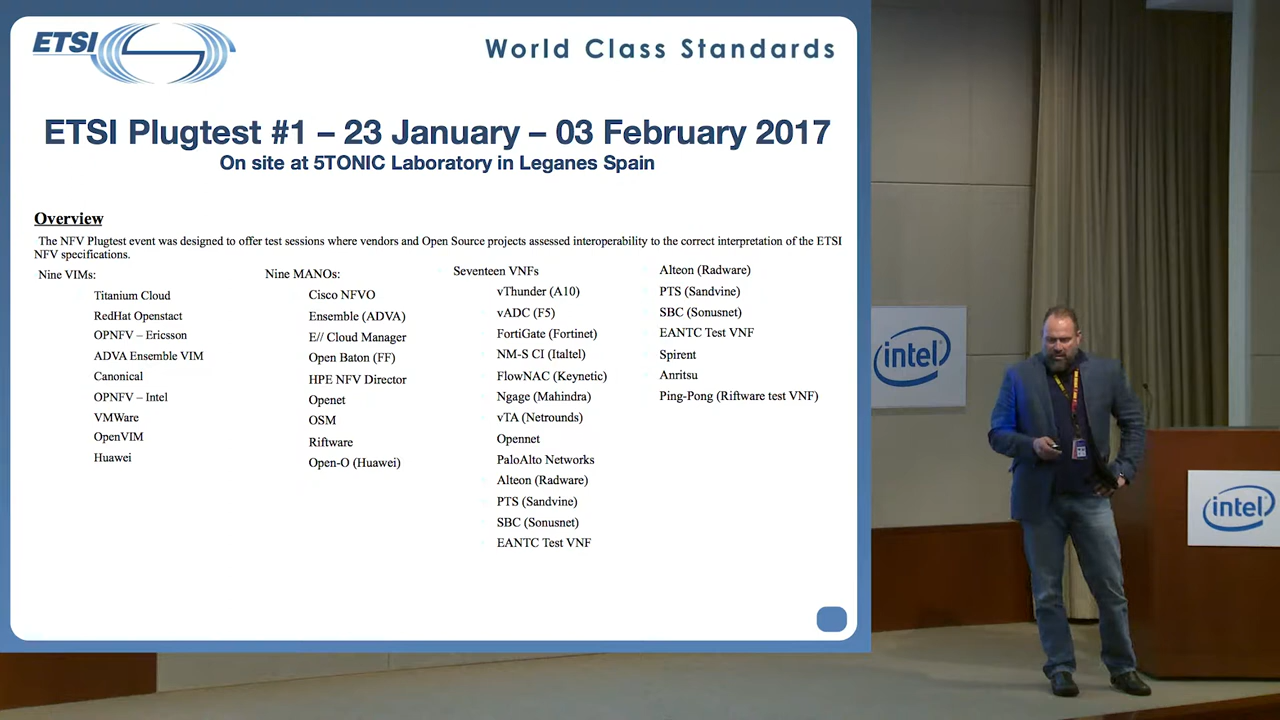 ETSI
World Class Standards
ETSI Plugtest #1 – 23 January – 03 February 2017
On site at 5TONIC Laboratory in Leganes Spain
Overview
The NFV Plugtest event was designed to offer test sessions where vendors and Open Source projects assessed interoperability to the correct interpretation of the ETSI
NFV specifications.
Nine VIMs:
Titanium Cloud
RedHat Openstact
OPNFV – Ericsson
ADVA Ensemble VIM
Canonical
OPNFV – Intel
VMWare
OpenVIM
Huawei
Nine MANOs:
Cisco NFVO
Ensemble (ADVA)
E// Cloud Manager
Open Baton (FF)
HPE NFV Director
Openet
OSM
Riftware
Open-O (Huawei)
Seventeen VNFs
vThunder (A10)
vADC (F5)
FortiGate (Fortinet)
NM-S CI (Italtel)
FlowNAC (Keynetic)
Ngage (Mahindra)
vTA (Netrounds)
Opennet
PaloAlto Networks
Alteon (Radware)
PTS (Sandvine)
SBC (Sonusnet)
EANTC Test VNF
Alteon (Radware)
PTS (Sandvine)
SBC (Sonusnet)
EANTC Test VNF
Spirent
Anritsu
Ping-Pong (Riftware test VNF)
intel
intel